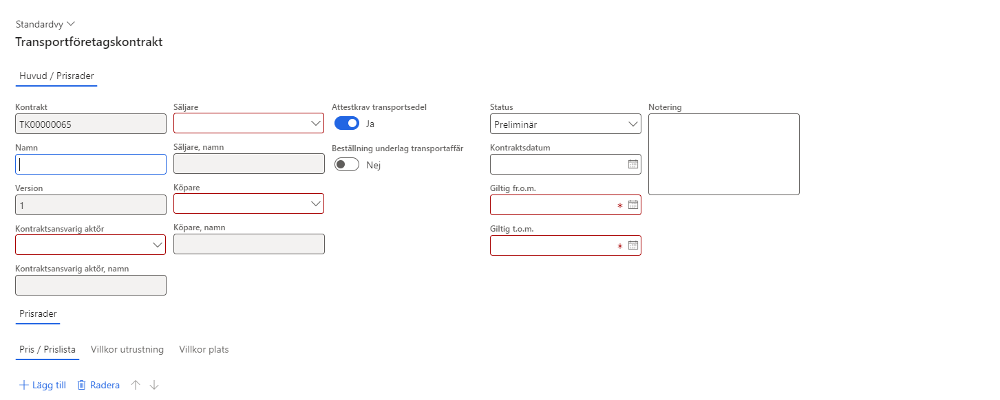 Standardvy
Transportföretagskontrakt
Huvud / Prisrader
Kontrakt
TK00000065
Namn
Version
1
Kontraktsansvarig aktör
Kontraktsansvarig aktör, namn
Säljare
Säljare, namn
Köpare
Köpare, namn
Attestkrav transportsedel
Ja
Beställning underlag transportaffär
Nej
Status
Preliminär
Kontraktsdatum
Giltig fr.o.m.
*
Giltig t.o.m.
*
Notering
Prisrader
Pris / Prislista Villkor utrustning Villkor plats
Lägg till Radera